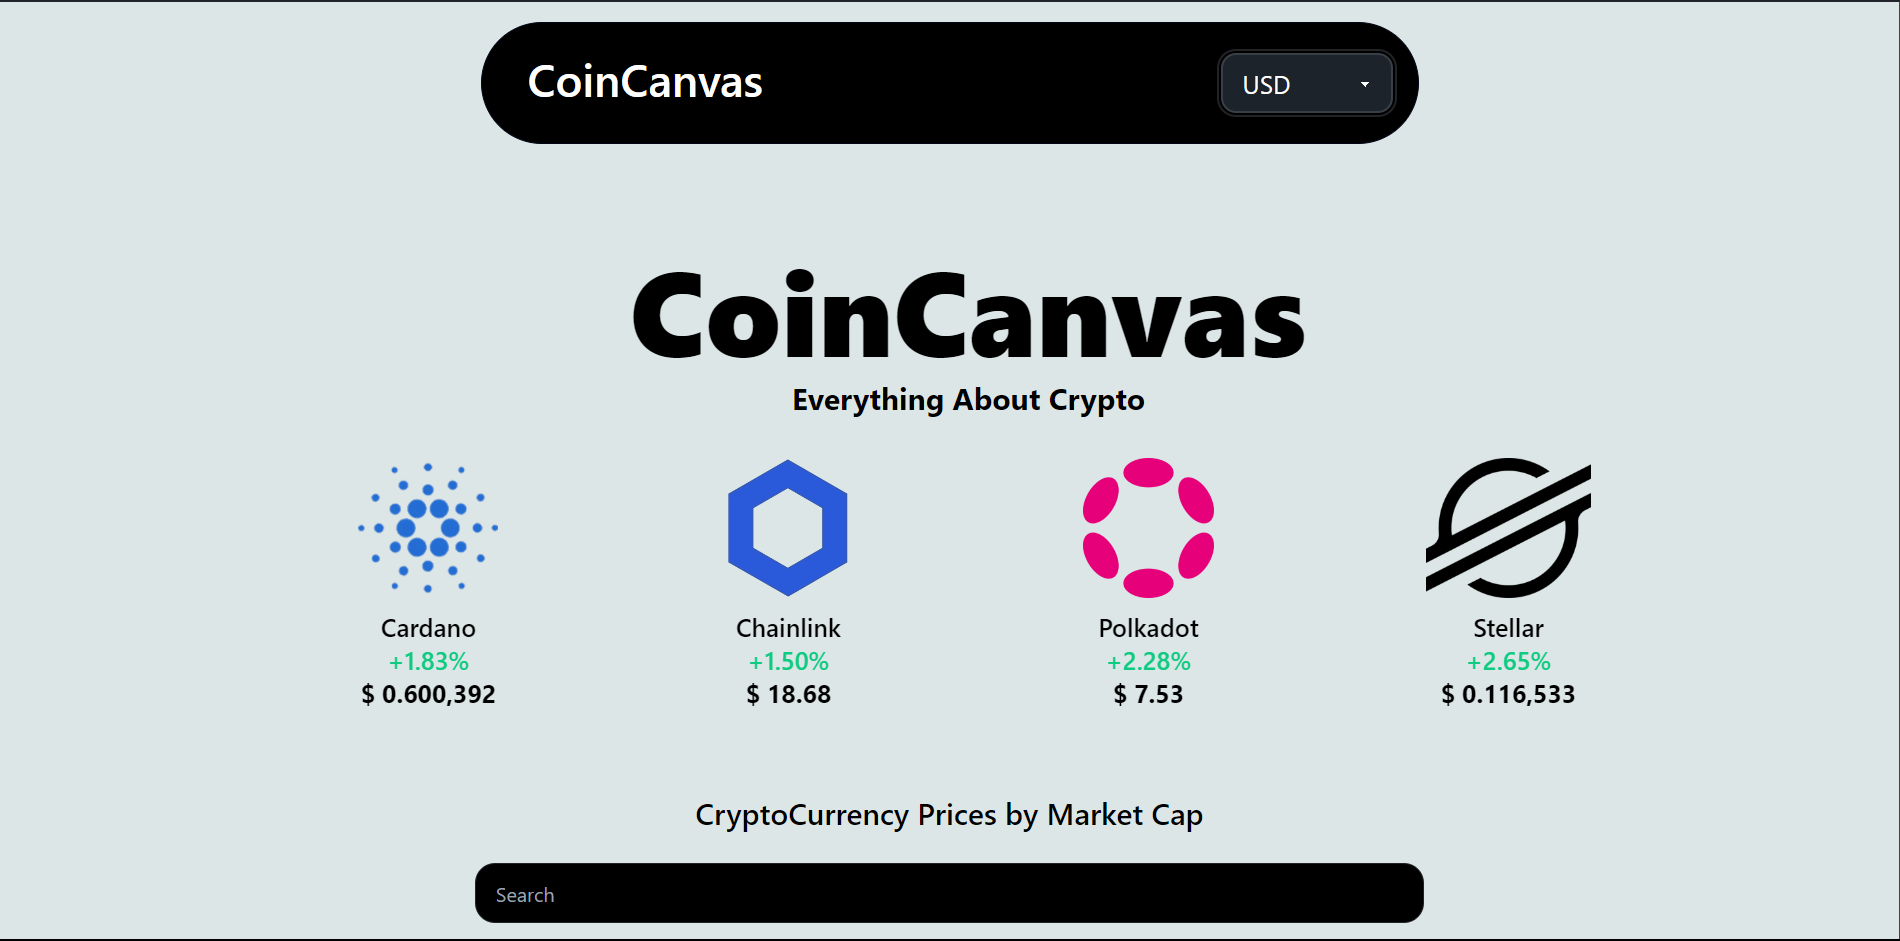 CoinCanvas
USD
CoinCanvas
Everything About Crypto
Cardano
+1.83%
$ 0.600,392
Chainlink
+1.50%
$ 18.68
Polkadot
+2.28%
$ 7.53
Stellar
+2.65%
$ 0.116,533
CryptoCurrency Prices by Market Cap
Search